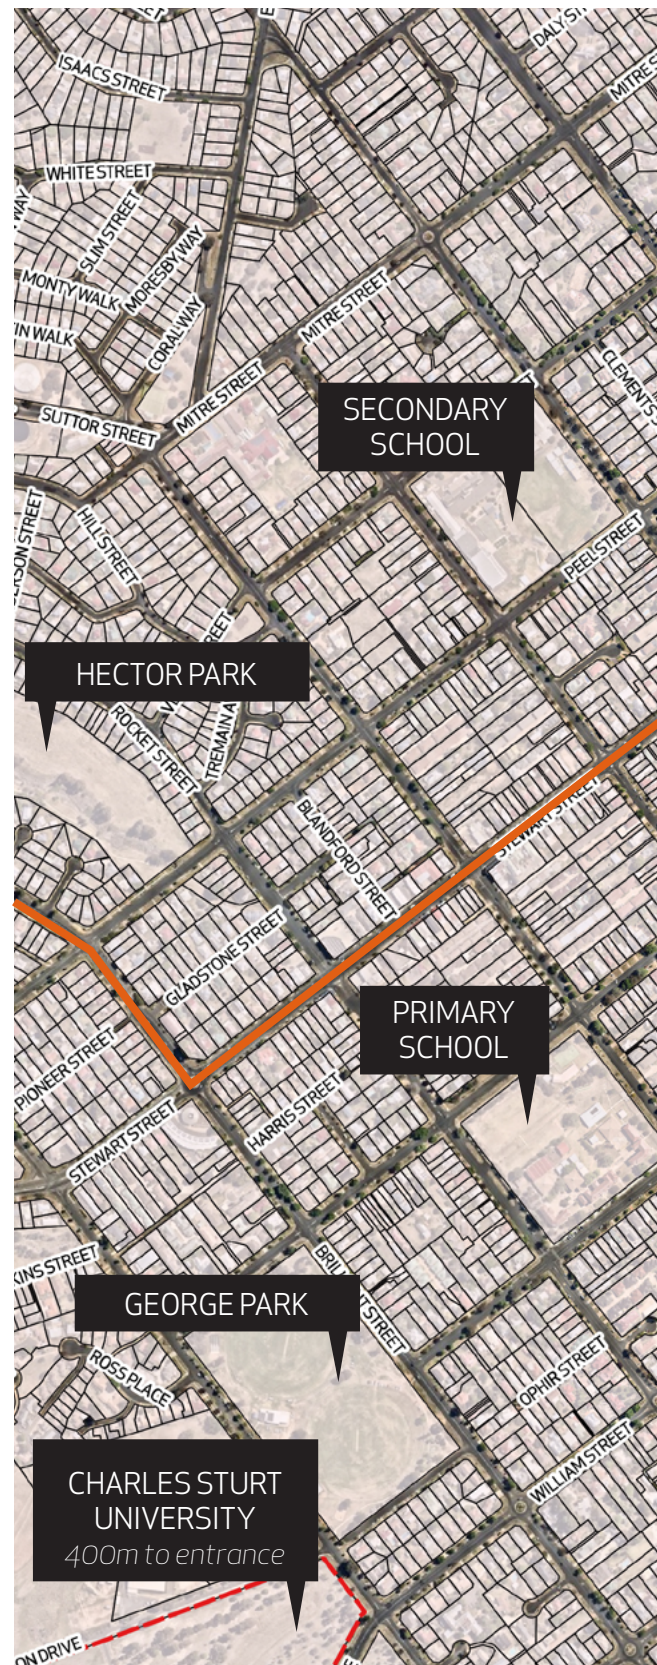 ISAACS STREET
DALY ST
MITRE S
WHITE STREET
WAY
SLIM STREET
MORESBY WAY
MONTY WALK
CORAL WAY
MITRE STREET
IN WALK
CLEMENTS S
MITRE STREET
SUTTOR STREET
SECONDARY
SCHOOL
HILL STREET
PEEL STREET
HECTOR PARK
ROCKET STREET
TREMAIN A
BLANDFORD STREET
STEWART STREET
GLADSTONE STREET
PRIMARY
SCHOOL
PIONEER STREET
HARRIS STREET
STEWART STREET
KINS STREET
GEORGE PARK
ROSS PLACE
OPHIR STREET
WILLIAM STREET
CHARLES STURT
UNIVERSITY
400m to entrance
ON DRIVE